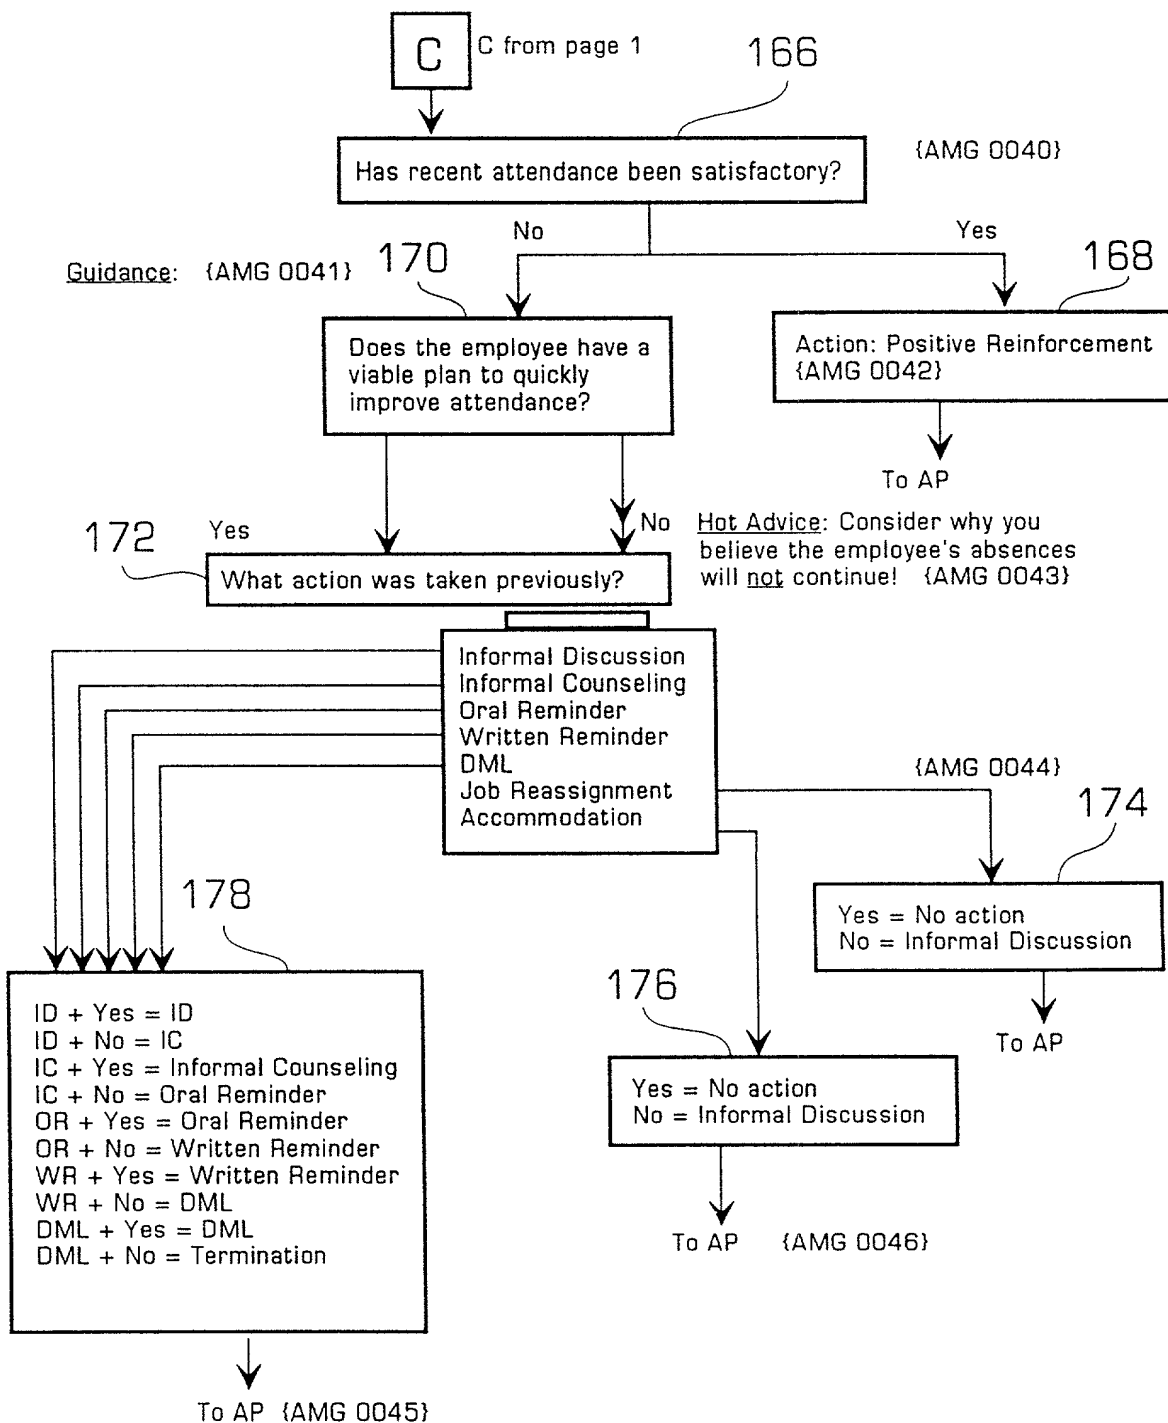 C
C from page 1
166
{AMG 0040}
Has recent attendance been satisfactory?
No
Yes
Guidance: {AMG 0041}
170
168
Does the employee have a
viable plan to quickly
improve attendance?
Action: Positive Reinforcement
{AMG 0042}
To AP
172
Yes
No
Hot Advice: Consider why you
believe the employee's absences
will not continue! {AMG 0043}
What action was taken previously?
Informal Discussion
Informal Counseling
Oral Reminder
Written Reminder
DML
Job Reassignment
Accommodation
{AMG 0044}
174
Yes = No action
No = Informal Discussion
To AP
178
ID + Yes = ID
ID + No = IC
IC + Yes = Informal Counseling
IC + No = Oral Reminder
OR + Yes = Oral Reminder
OR + No = Written Reminder
WR + Yes = Written Reminder
WR + No = DML
DML + Yes = DML
DML + No = Termination
176
Yes = No action
No = Informal Discussion
To AP {AMG 0046}
To AP {AMG 0045}